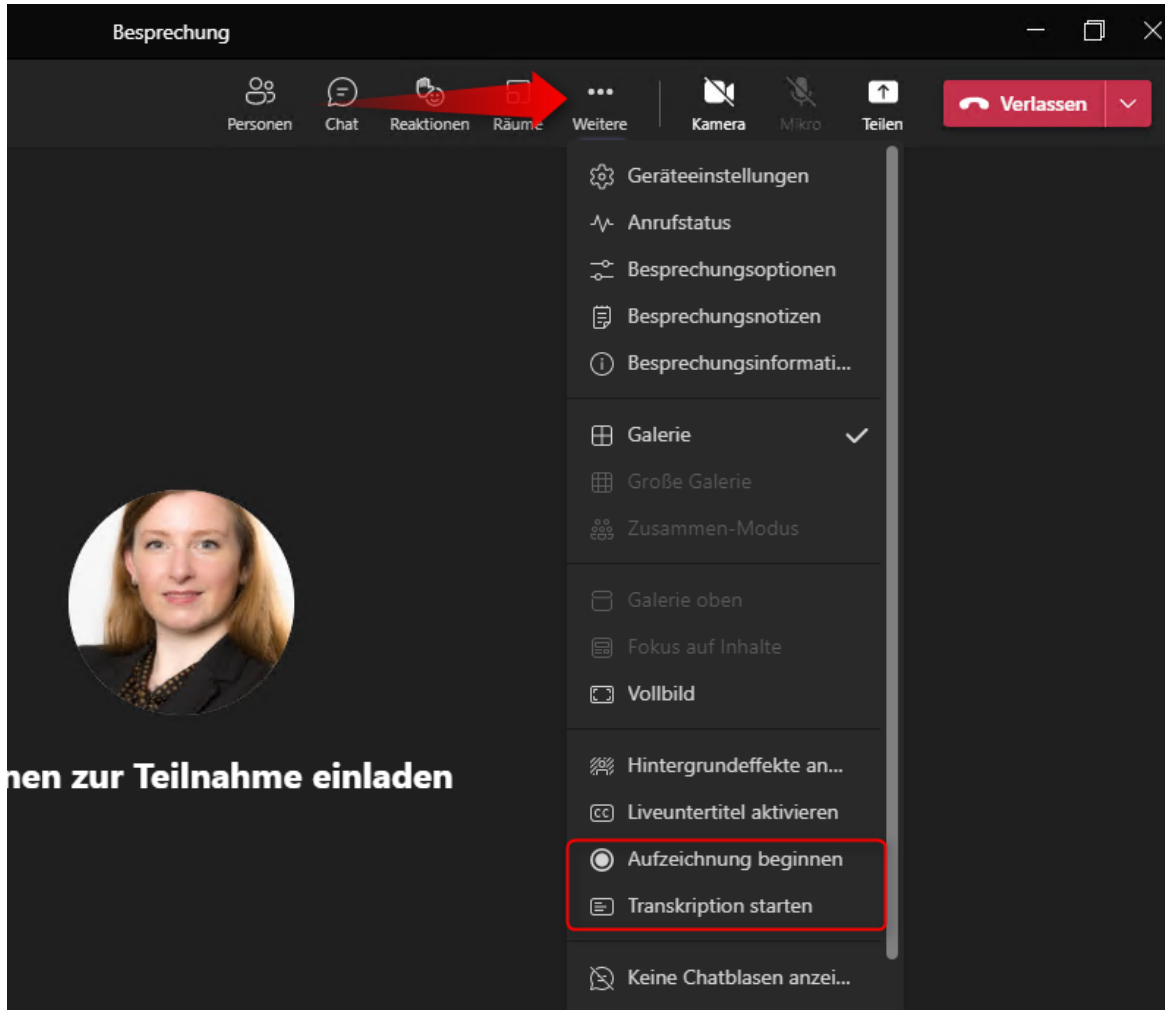 Besprechung
Personen Chat Reaktionen Räume Weitere Kamera Mikro Teilen Verlassen
Geräteeinstellungen
Anrufstatus
Besprechungsoptionen
Besprechungsnotizen
Besprechungsinformati...
Galerie
Große Galerie
Zusammen-Modus
Galerie oben
Fokus auf Inhalte
Vollbild
nen zur Teilnahme einladen
Hintergrundeffekte an...
CC Liveuntertitel aktivieren
Aufzeichnung beginnen
Transkription starten
Keine Chatblasen anzei...